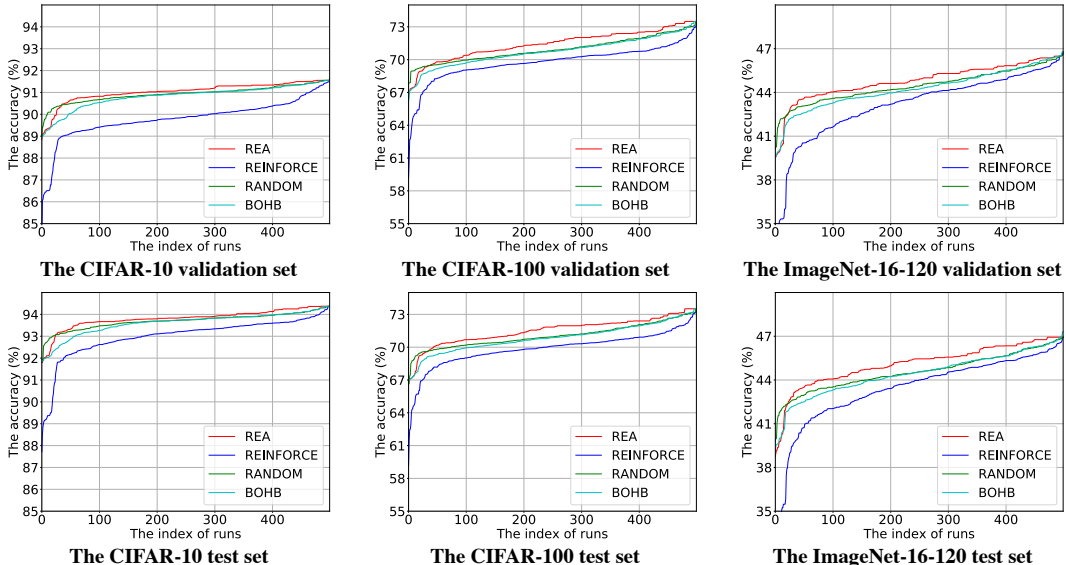 95
94
93
92
91
90
89
88
87
86
85
The accuracy (%)
0 100 200 300 400
The index of runs
REA
REINFORCE
RANDOM
BOHB
The CIFAR-10 validation set
73
70
67
64
61
58
55
The accuracy (%)
0 100 200 300 400
The index of runs
REA
REINFORCE
RANDOM
BOHB
The CIFAR-100 validation set
47
44
41
38
35
The accuracy (%)
0 100 200 300 400
The index of runs
REA
REINFORCE
RANDOM
BOHB
The ImageNet-16-120 validation set
94
93
92
91
90
89
88
87
86
85
The accuracy (%)
0 100 200 300 400
The index of runs
REA
REINFORCE
RANDOM
BOHB
The CIFAR-10 test set
73
70
67
64
61
58
55
The accuracy (%)
0 100 200 300 400
The index of runs
REA
REINFORCE
RANDOM
BOHB
The CIFAR-100 test set
47
44
41
38
35
The accuracy (%)
0 100 200 300 400
The index of runs
REA
REINFORCE
RANDOM
BOHB
The ImageNet-16-120 test set